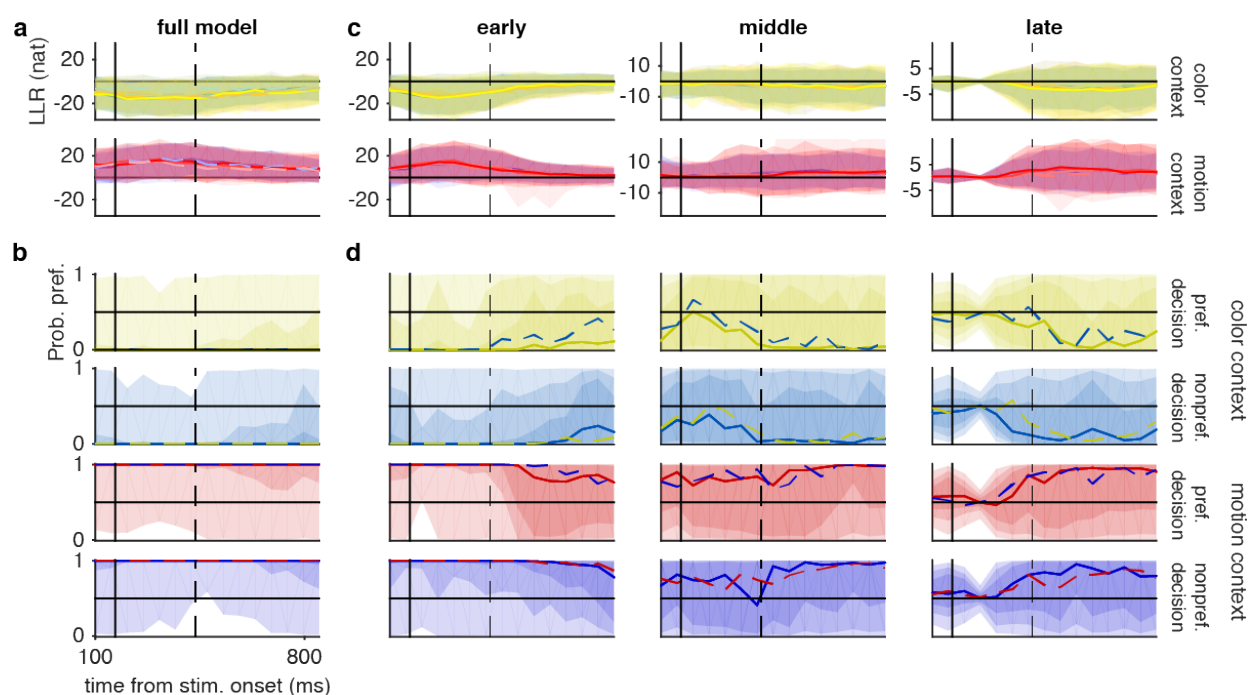 a
full model
c
early
middle
late
LLR (nat)
20
-20
20
-20
10
-10
5
-5
color
context
20
-20
20
-20
10
-10
5
-5
motion
context
b
d
Prob. pref.
1
0
pref.
decision
1
0
nonpref.
decision
color context
1
0
pref.
decision
1
0
nonpref.
decision
motion context
100
800
time from stim. onset (ms)